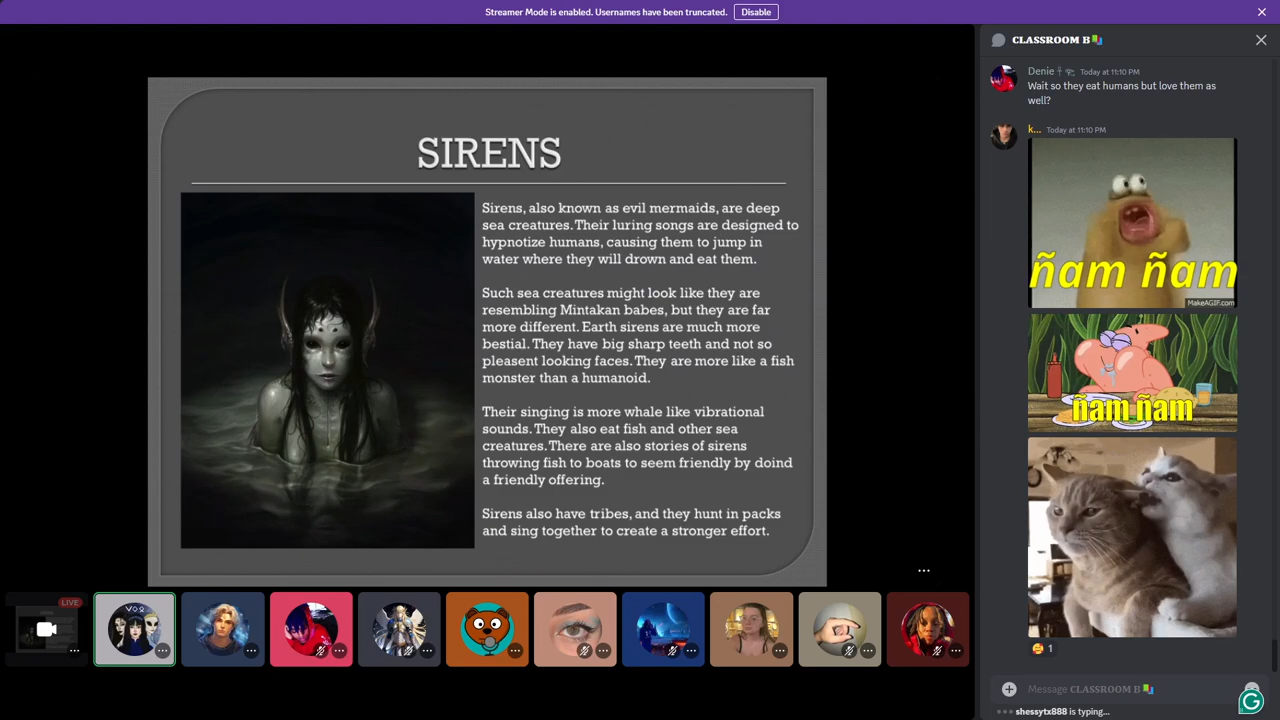 Streamer Mode is enabled. Usernames have been truncated.
Disable
CLASSROOM B
SIRENS
Sirens, also known as evil mermaids, are deep
sea creatures. Their luring songs are designed to
hypnotize humans, causing them to jump in
water where they will drown and eat them.
Such sea creatures might look like they are
resembling Mintakan babes, but they are far
more different. Earth sirens are much more
bestial. They have big sharp teeth and not so
pleasent looking faces. They are more like a fish
monster than a humanoid.
Their singing is more whale like vibrational
sounds. They also eat fish and other sea
creatures. There are also stories of sirens
throwing fish to boats to seem friendly by doind
a friendly offering.
Sirens also have tribes, and they hunt in packs
and sing together to create a stronger effort.
LIVE
VOX
Denie Today at 11:10 PM
Wait so they eat humans but love them as
well?
k... Today at 11:10 PM
ñam ñam
MakeAGIF.com
ñam ñam
1
Message CLASSROOM B
shessytx888 is typing...